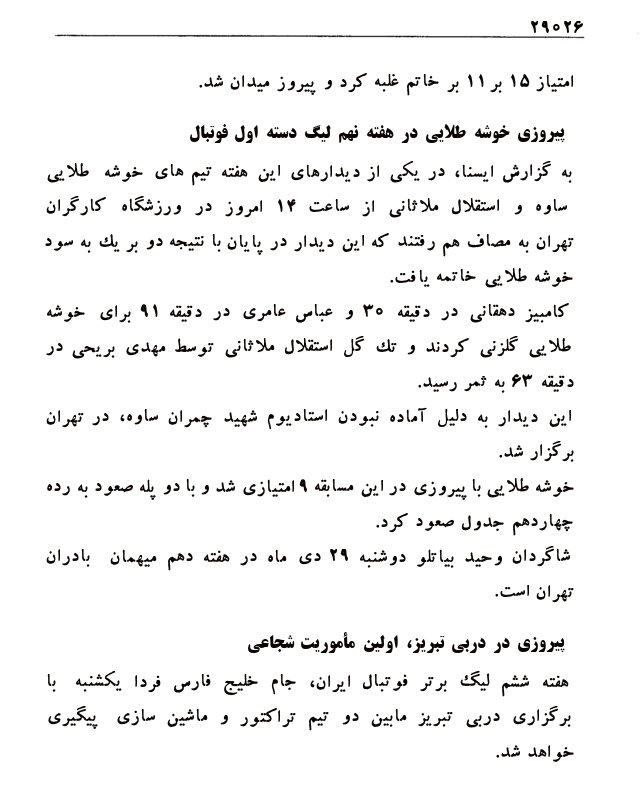 ۲۹۰۲۶
امتیاز ۱۵ بر ۱۱ بر خاتم غلبه کرد و پیروز میدان شد.
پیروزی خوشه طلایی در هفته نهم لیگ دسته اول فوتبال
به گزارش ایسنا، در یکی از دیدارهای این هفته تیم های خوشه طلایی
ساوه و استقلال ملاثانی از ساعت ۱۴ امروز در ورزشگاه کارگران
تهران به مصاف هم رفتند که این دیدار در پایان با نتیجه دو بر یك به سود
خوشه طلایی خاتمه یافت.
کامبیز دهقانی در دقیقه ۳۰ و عباس عامری در دقیقه ۹۱ برای خوشه
طلایی گلزنی کردند و تك گل استقلال ملاثانی توسط مهدی بریحی در
دقیقه ۶۳ به ثمر رسید.
این دیدار به دلیل آماده نبودن استادیوم شهید چمران ساوه، در تهران
برگزار شد.
خوشه طلایی با پیروزی در این مسابقه ۹ امتیازی شد و با دو پله صعود به رده
چهاردهم جدول صعود کرد.
شاگردان وحید بیاتلو دوشنبه ۲۹ دی ماه در هفته دهم میهمان بادران
تهران است.
پیروزی در دربی تبریز، اولین مأموریت شجاعی
هفته ششم لیگ برتر فوتبال ایران، جام خلیج فارس فردا یکشنبه با
برگزاری دربی تبریز مابین دو تیم تراکتور و ماشین سازی پیگیری
خواهد شد.